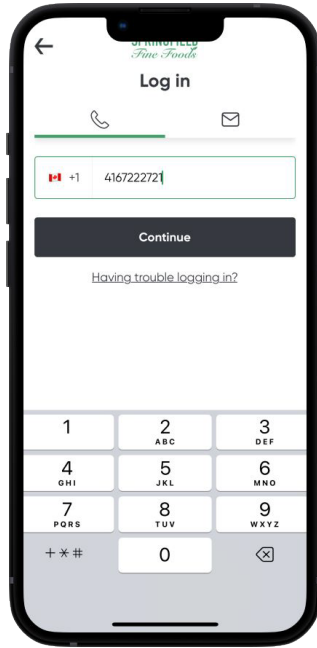 SPRINGFIELD
Fine Foods
Log in
+1 4167222721
Continue
Having trouble logging in?
1
2 ABC
3 DEF
4 GHI
5 JKL
6 MNO
7 PQRS
8 TUV
9 WXYZ
+*#
0